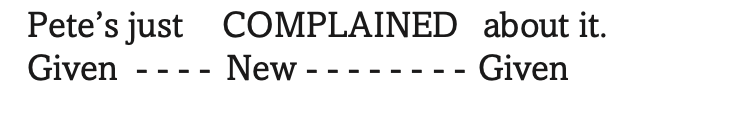 Pete’s just COMPLAINED about it.
Given - - - - New - - - - - - - - Given